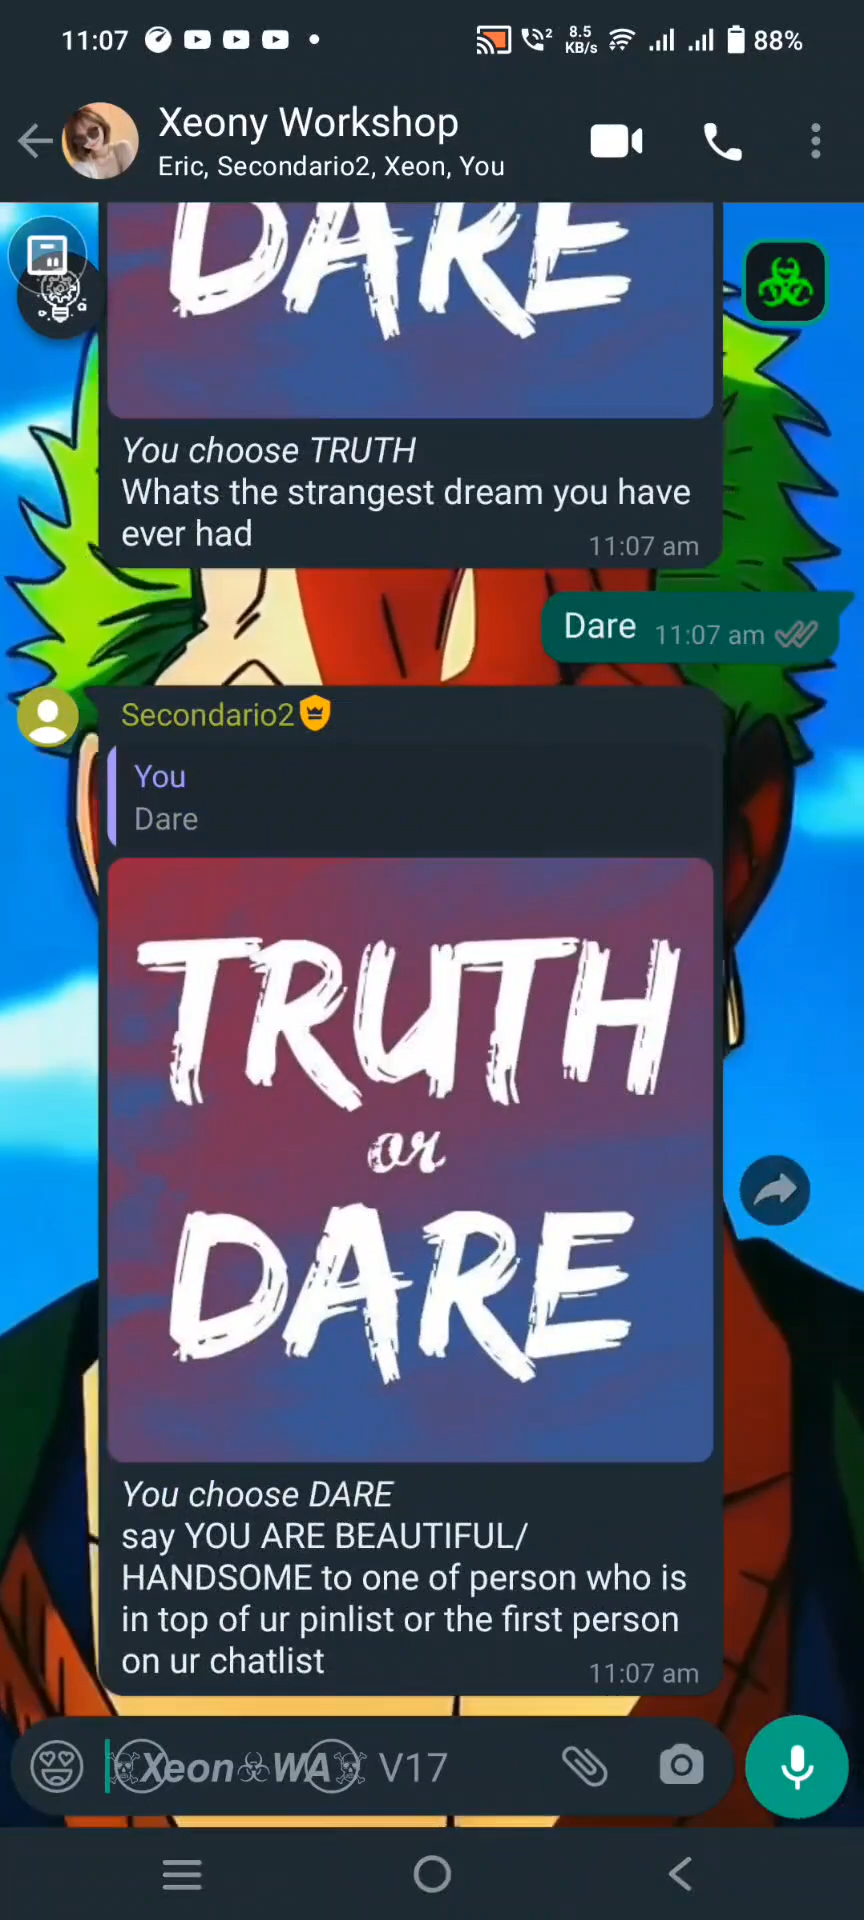 11:07
8.5
KB/s
88%
Xeony Workshop
Eric, Secondario2, Xeon, You
DARE
You choose TRUTH
Whats the strangest dream you have
ever had
11:07 am
Dare
11:07 am
Secondario2
You
Dare
TRUTH
or
DARE
You choose DARE
say YOU ARE BEAUTIFUL/
HANDSOME to one of person who is
in top of ur pinlist or the first person
on ur chatlist
11:07 am
☠Xeon☣WA☠ V17